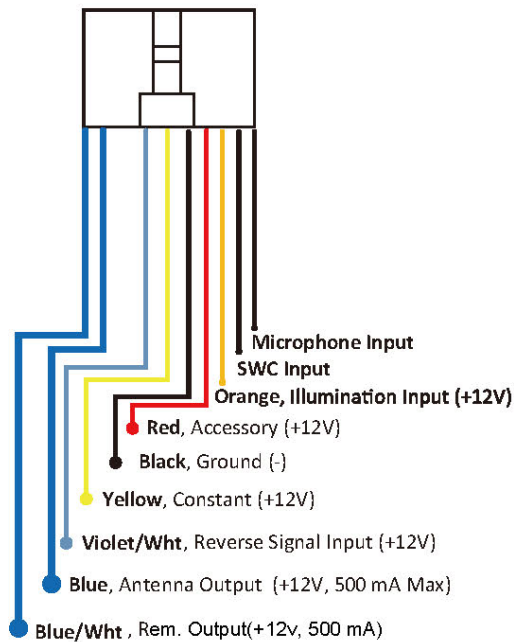 Microphone Input
SWC Input
Orange, Illumination Input (+12V)
Red, Accessory (+12V)
Black, Ground (-)
Yellow, Constant (+12V)
Violet/Wht, Reverse Signal Input (+12V)
Blue, Antenna Output (+12V, 500 mA Max)
Blue/Wht , Rem. Output(+12v, 500 mA)